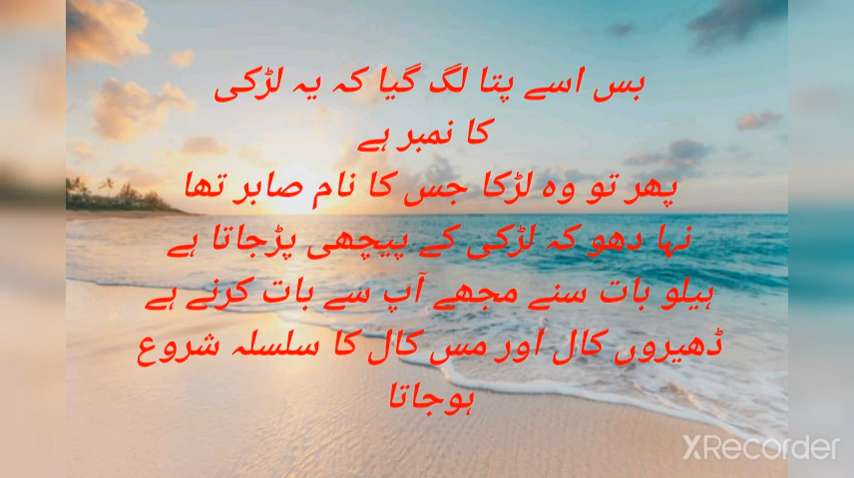 بس اسے پتا لگ گیا کہ یہ لڑکی
کا نمبر ہے
پھر تو وہ لڑکا جس کا نام صابر تھا
نہا دھو کہ لڑکی کے پیچھی پڑجاتا ہے
ہیلو بات سنے مجھے آپ سے بات کرنے ہے
ڈھیروں کال اور مس کال کا سلسلہ شروع
ہوجاتا
XRecorder